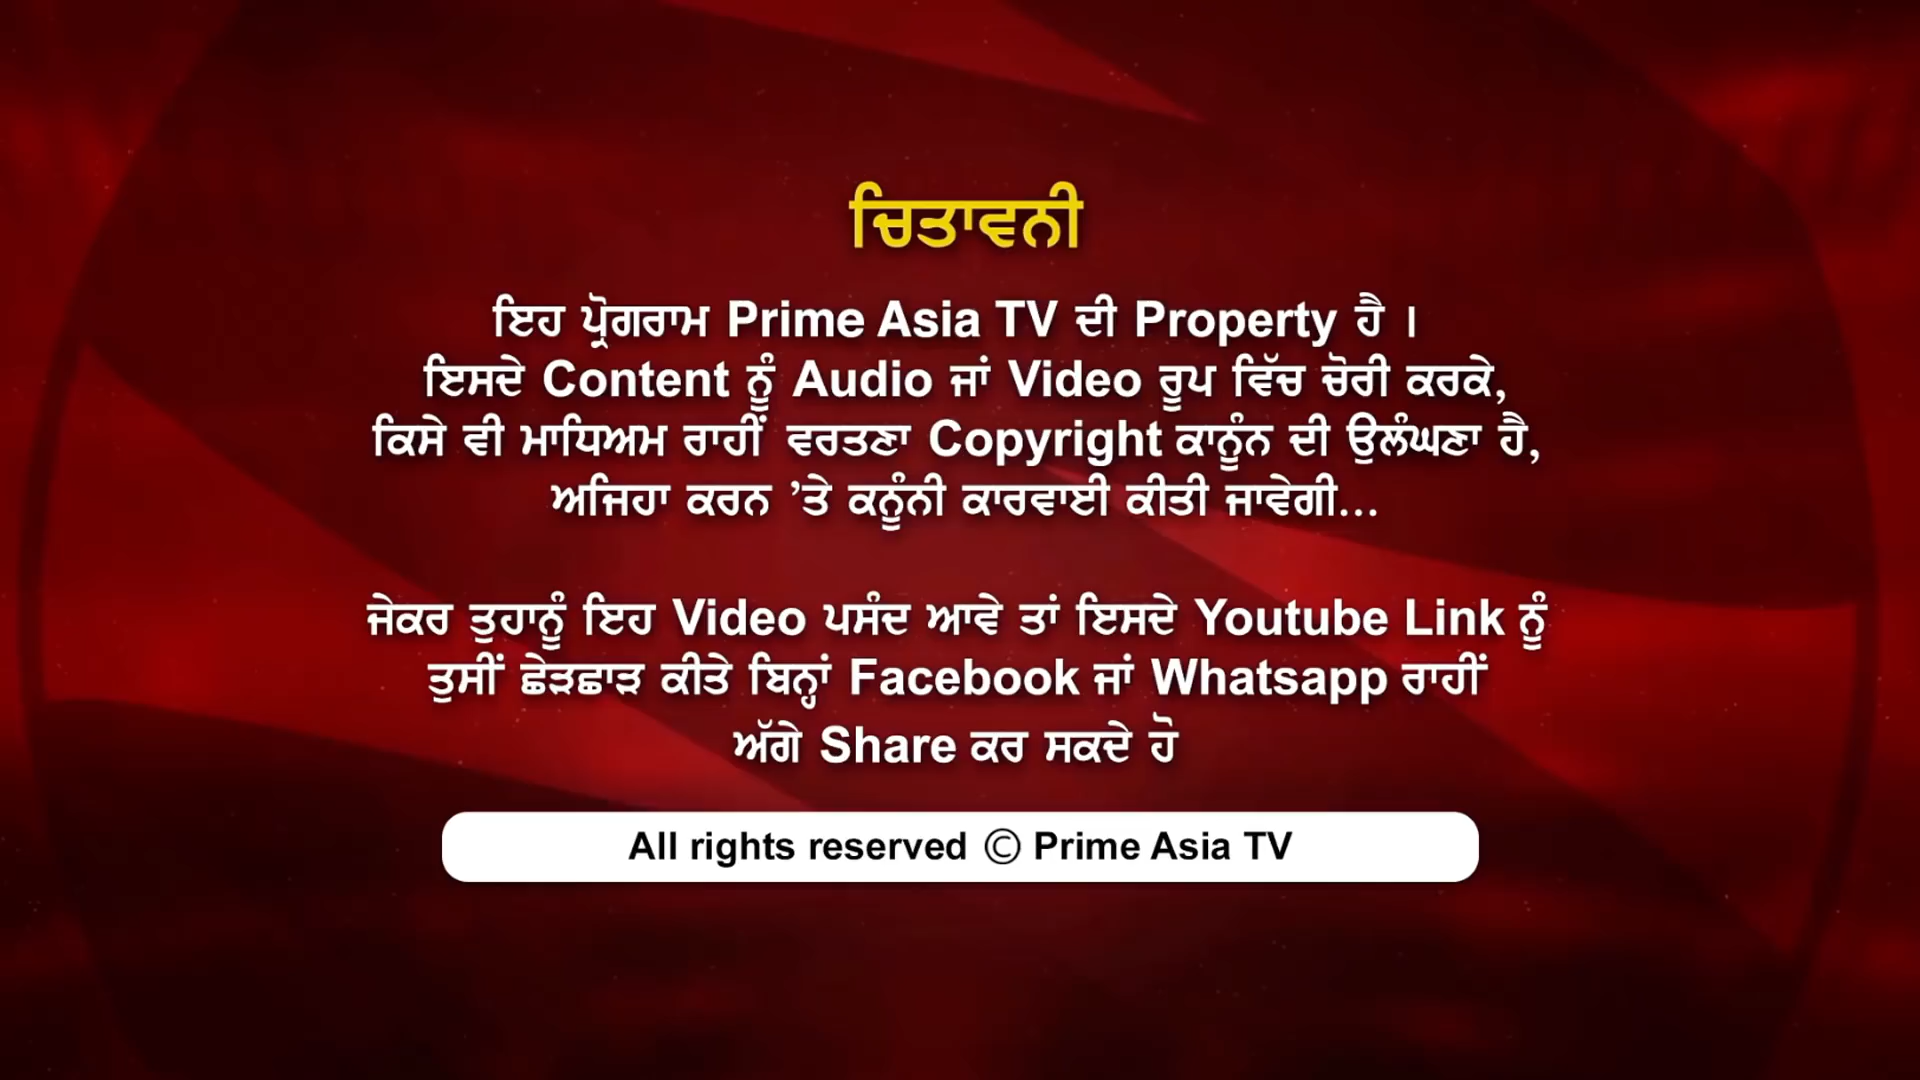 ਚਿਤਾਵਨੀ
ਇਹ ਪ੍ਰੋਗਰਾਮ Prime Asia TV ਦੀ Property ਹੈ ।
ਇਸਦੇ Content ਨੂੰ Audio ਜਾਂ Video ਰੂਪ ਵਿੱਚ ਚੋਰੀ ਕਰਕੇ,
ਕਿਸੇ ਵੀ ਮਾਧਿਅਮ ਰਾਹੀਂ ਵਰਤਣਾ Copyright ਕਾਨੂੰਨ ਦੀ ਉਲੰਘਣਾ ਹੈ,
ਅਜਿਹਾ ਕਰਨ ’ਤੇ ਕਨੂੰਨੀ ਕਾਰਵਾਈ ਕੀਤੀ ਜਾਵੇਗੀ...
ਜੇਕਰ ਤੁਹਾਨੂੰ ਇਹ Video ਪਸੰਦ ਆਵੇ ਤਾਂ ਇਸਦੇ Youtube Link ਨੂੰ
ਤੁਸੀਂ ਛੇੜਛਾੜ ਕੀਤੇ ਬਿਨ੍ਹਾਂ Facebook ਜਾਂ Whatsapp ਰਾਹੀਂ
ਅੱਗੇ Share ਕਰ ਸਕਦੇ ਹੋ
All rights reserved © Prime Asia TV